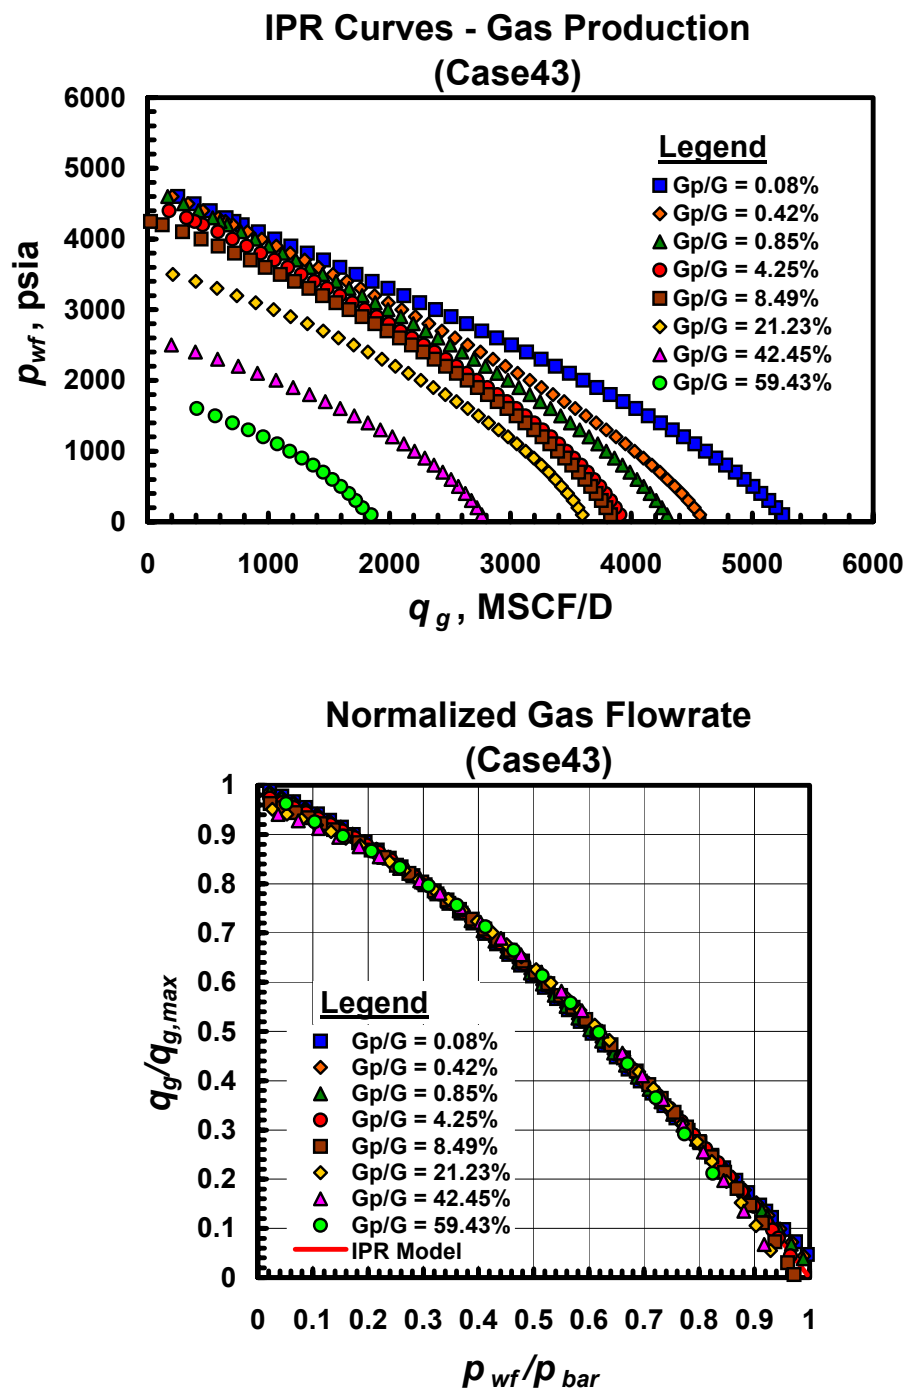 IPR Curves - Gas Production
(Case43)
6000
5000
4000
3000
2000
1000
0
p wf , psia
Legend
Gp/G = 0.08%
Gp/G = 0.42%
Gp/G = 0.85%
Gp/G = 4.25%
Gp/G = 8.49%
Gp/G = 21.23%
Gp/G = 42.45%
Gp/G = 59.43%
0 1000 2000 3000 4000 5000 6000
q g , MSCF/D
Normalized Gas Flowrate
(Case43)
1
0.9
0.8
0.7
0.6
0.5
0.4
0.3
0.2
0.1
0
q g /q g,max
Legend
Gp/G = 0.08%
Gp/G = 0.42%
Gp/G = 0.85%
Gp/G = 4.25%
Gp/G = 8.49%
Gp/G = 21.23%
Gp/G = 42.45%
Gp/G = 59.43%
IPR Model
0 0.1 0.2 0.3 0.4 0.5 0.6 0.7 0.8 0.9 1
p wf /p bar